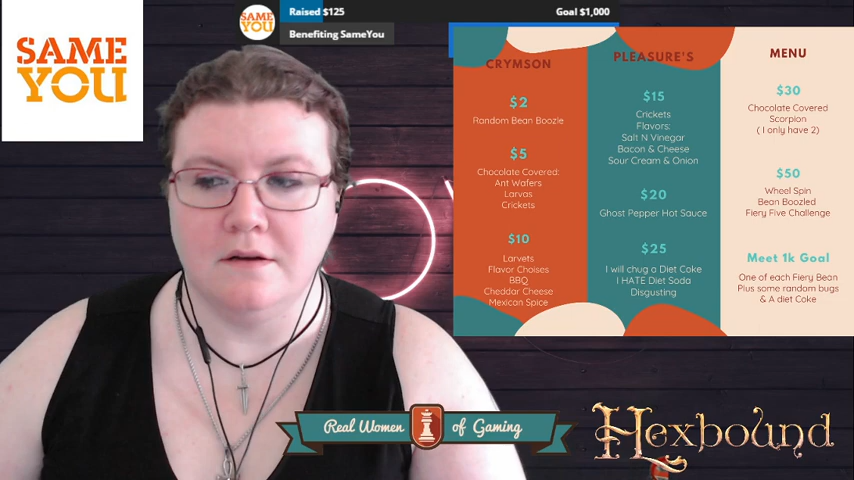 SAME
YOU
SAME
YOU
Raised $125
Goal $1,000
Benefiting SameYou
CRYMSON
$2
Random Bean Boozle
$5
Chocolate Covered:
Ant Wafers
Larvas
Crickets
$10
Larvets
Flavor Choises
BBQ
Cheddar Cheese
Mexican Spice
PLEASURE'S
$15
Crickets
Flavors:
Salt N Vinegar
Bacon & Cheese
Sour Cream & Onion
$20
Ghost Pepper Hot Sauce
$25
I will chug a Diet Coke
I HATE Diet Soda
Disgusting
MENU
$30
Chocolate Covered
Scorpion
( I only have 2)
$50
Wheel Spin
Bean Boozled
Fiery Five Challenge
Meet 1k Goal
One of each Fiery Bean
Plus some random bugs
& A diet Coke
Real Women of Gaming
Hexbound